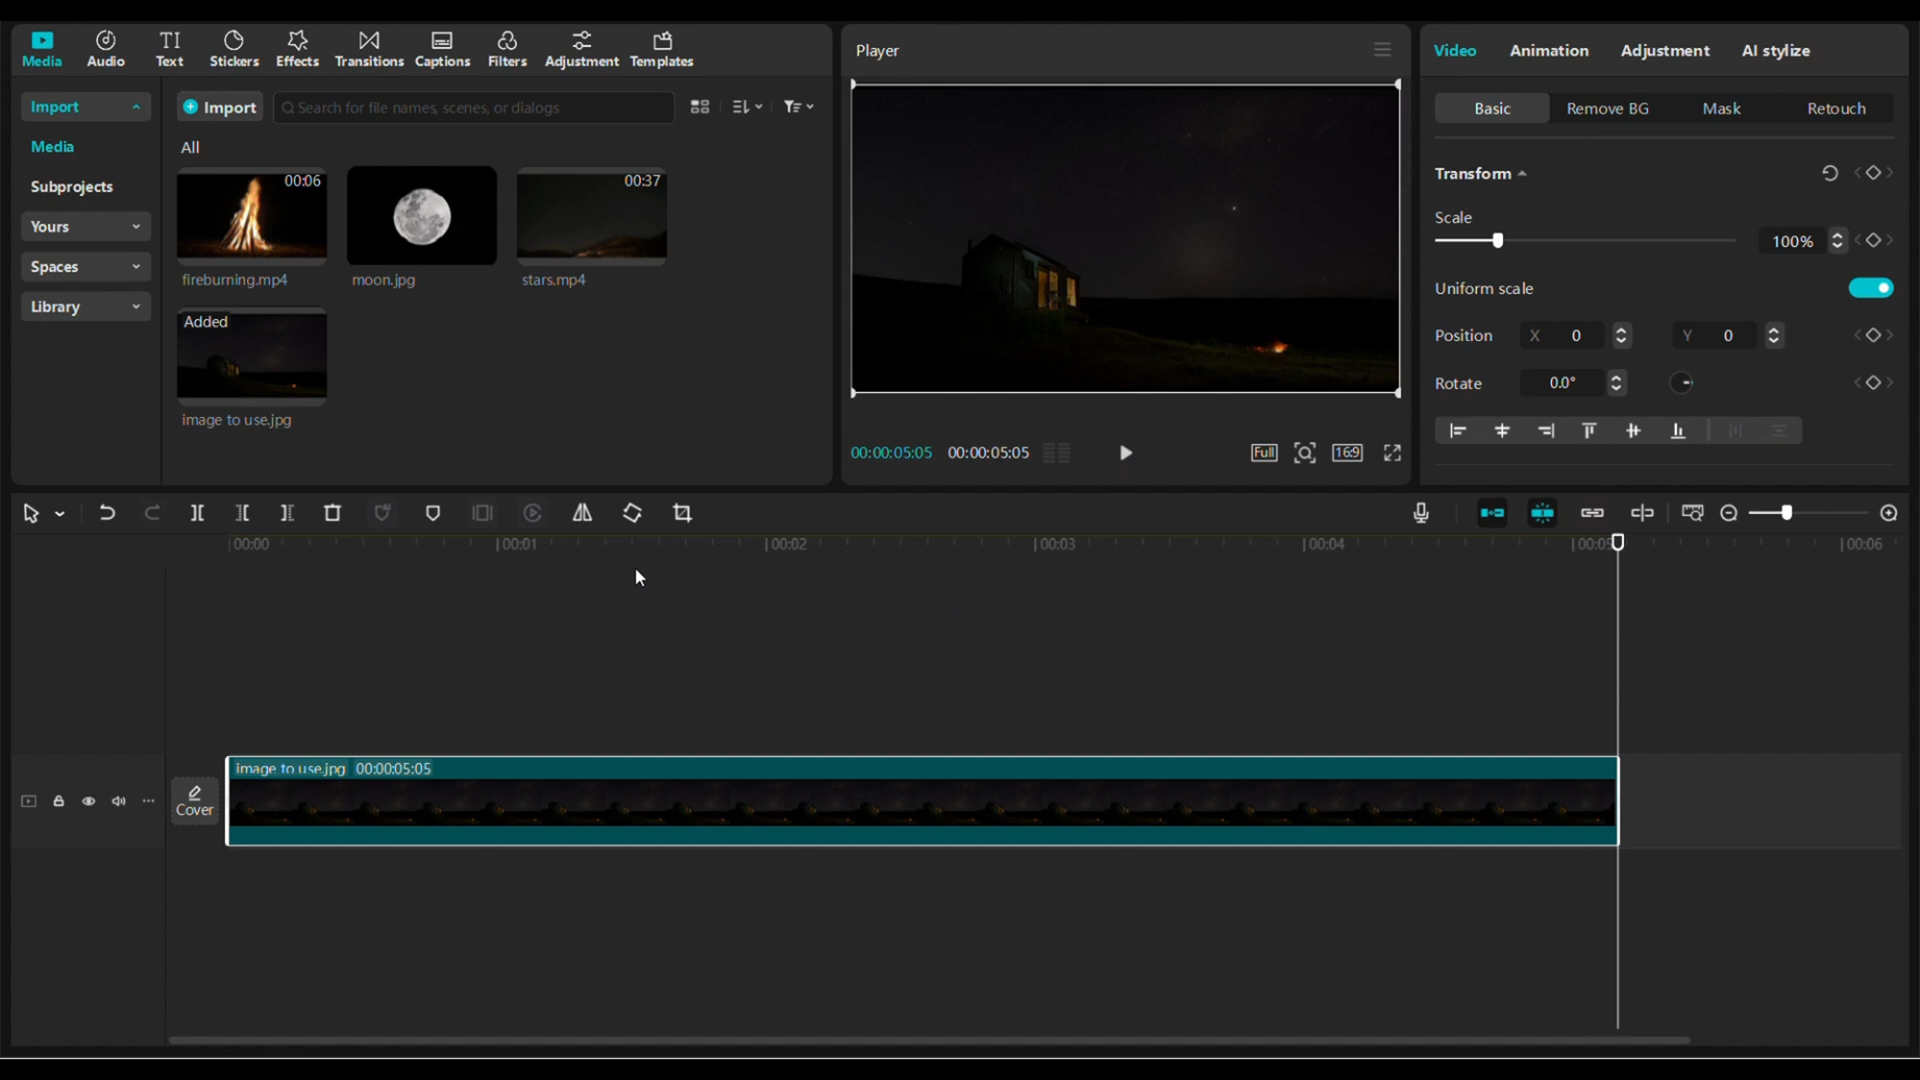 Media Audio Text Stickers Effects Transitions Captions Filters Adjustment Templates
Import
Media
Subprojects
Yours
Spaces
Library
Import Search for file names, scenes, or dialogs
All
00:06
fireburning.mp4
moon.jpg
00:37
stars.mp4
Added
image to use.jpg
Player
00:00:05:05 00:00:05:05
Full
16:9
Video Animation Adjustment AI stylize
Basic Remove BG Mask Retouch
Transform
Scale
100%
Uniform scale
Position X 0 Y 0
Rotate 0.0°
00:00 00:01 00:02 00:03 00:04 00:05 00:06
Cover
image to use.jpg 00:00:05:05